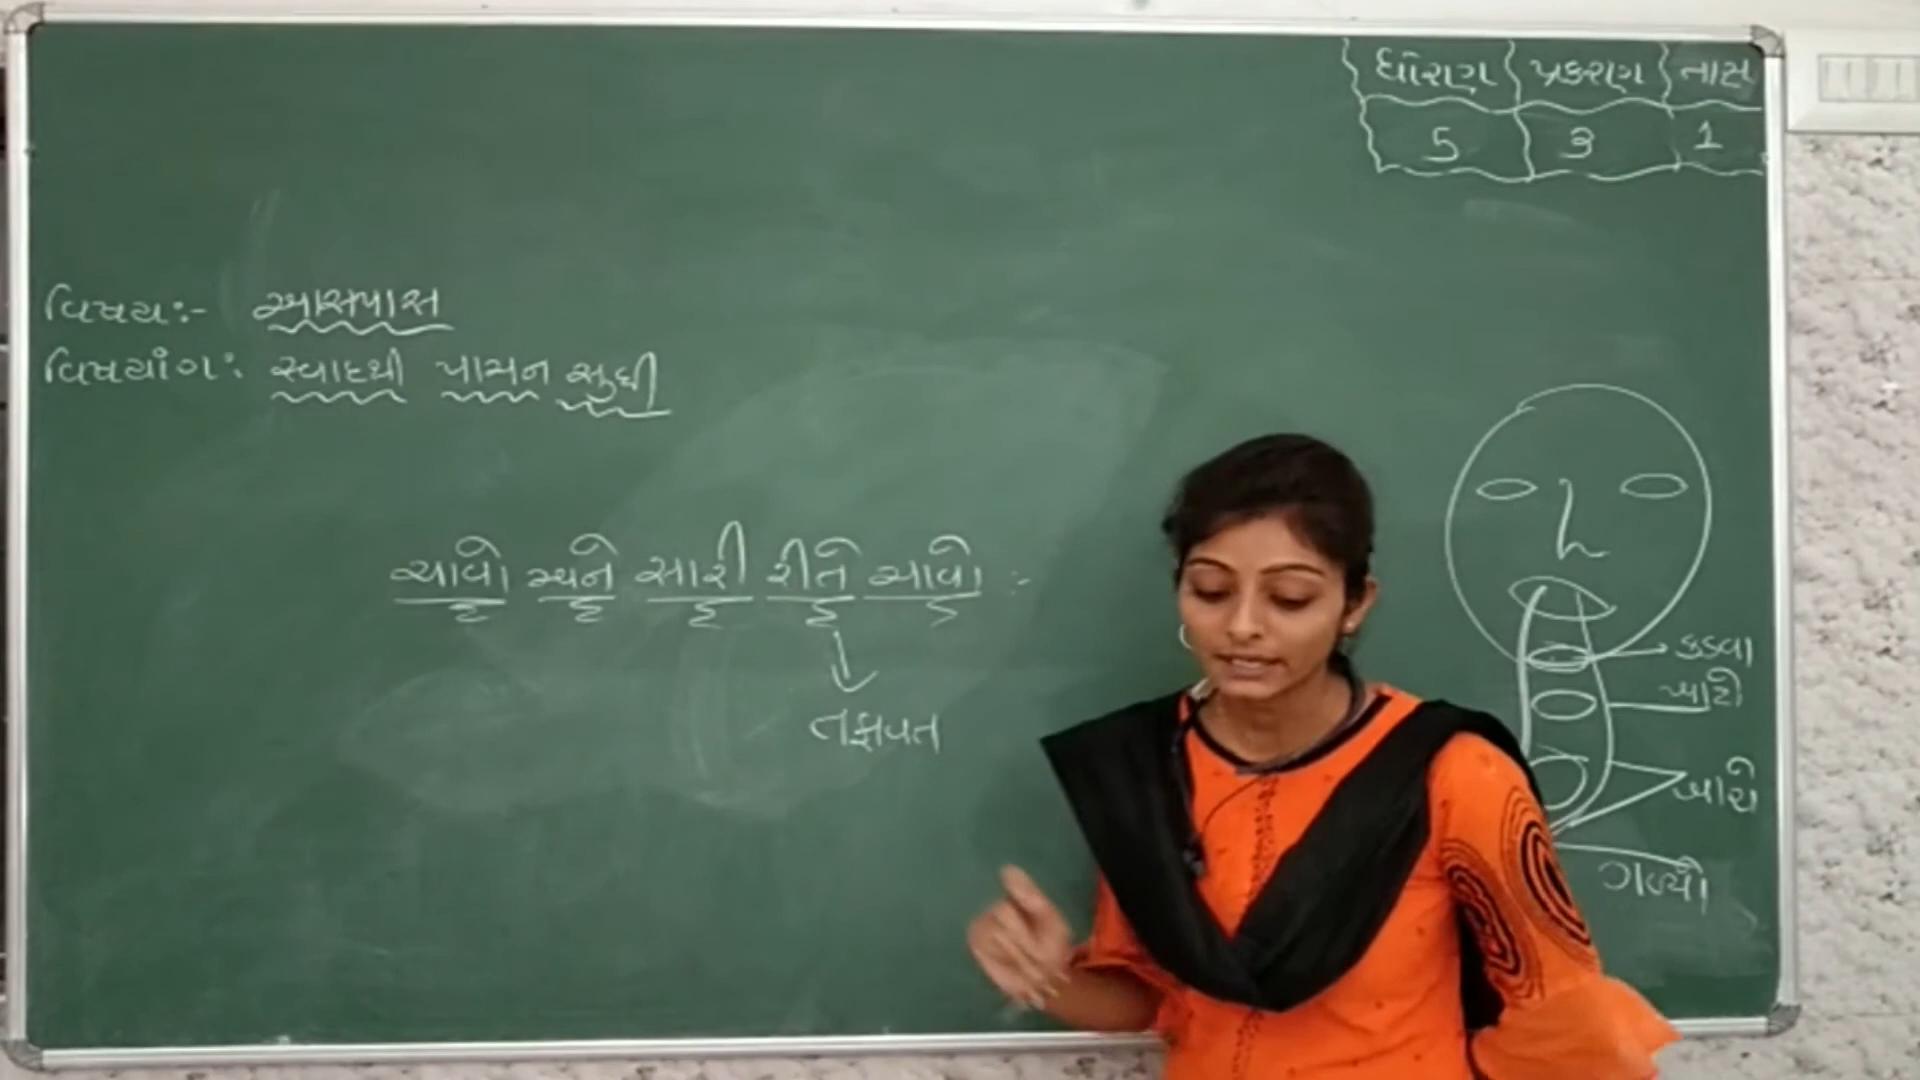 ધોરણ પ્રકરણ તાસ
5 3 1
વિષય:- આસપાસ
વિષયાંગ: સ્વાદથી પાચન સુધી
ચાવો અને સારી રીતે ચાવો :-
તફાવત
કડવા
ખાટી
ખારી
ગળ્યો